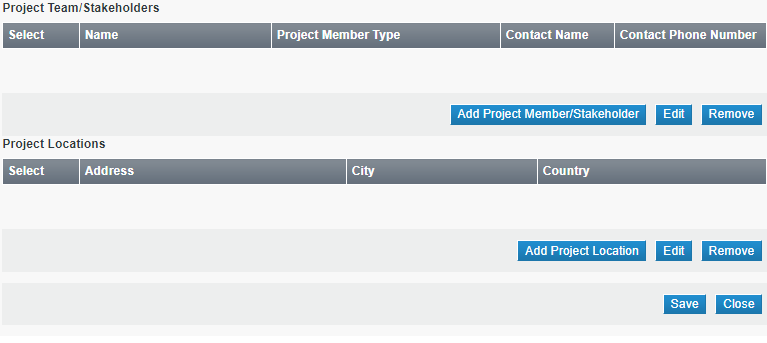 Project Team/Stakeholders
Select Name Project Member Type Contact Name Contact Phone Number
Add Project Member/Stakeholder Edit Remove
Project Locations
Select Address City Country
Add Project Location Edit Remove
Save Close